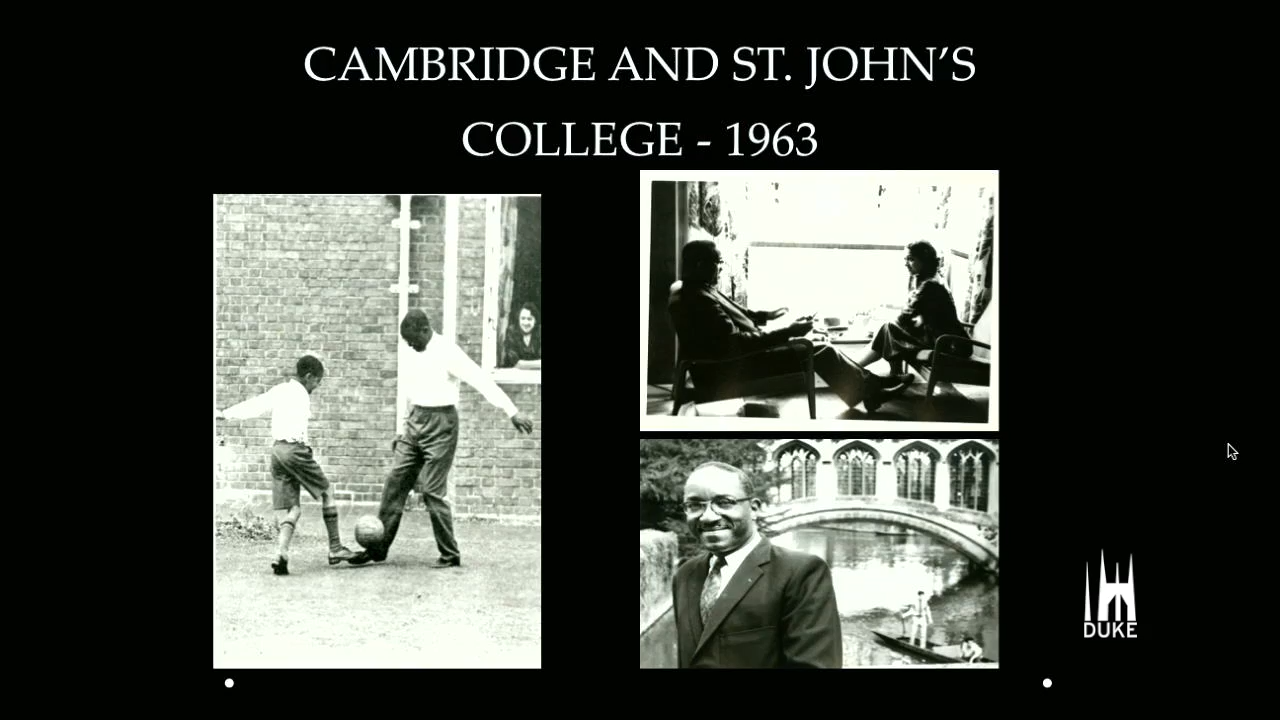 CAMBRIDGE AND ST. JOHN’S
COLLEGE - 1963
DUKE